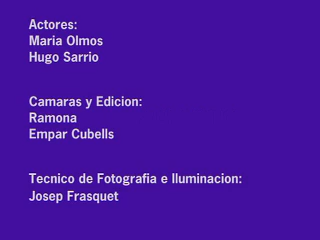 Actores:
Maria Olmos
Hugo Sarrio
Camaras y Edicion:
Ramona
Empar Cubells
Tecnico de Fotografia e Iluminacion:
Josep Frasquet